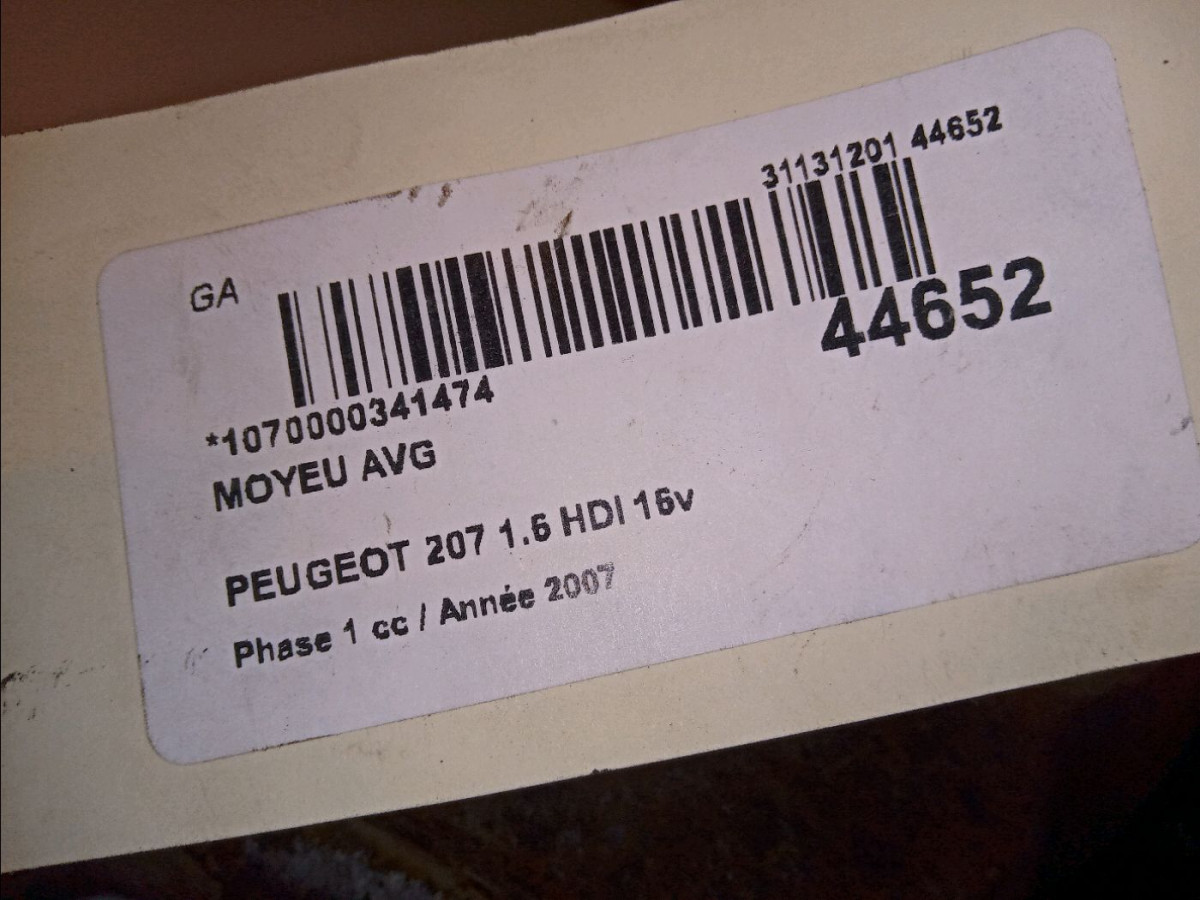 31131201 44652
GA
44652
*1070000341474
MOYEU AVG
PEUGEOT 207 1.6 HDI 16v
Phase 1 cc / Année 2007